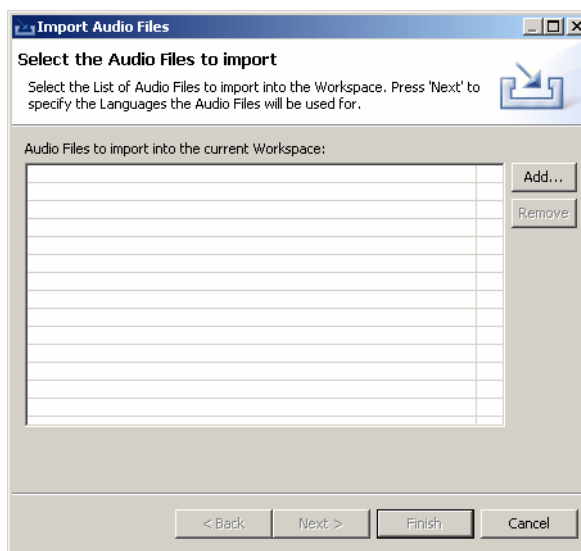 Import Audio Files
Select the Audio Files to import
Select the List of Audio Files to import into the Workspace. Press 'Next' to
specify the Languages the Audio Files will be used for.
Audio Files to import into the current Workspace:
Add...
Remove
< Back
Next >
Finish
Cancel